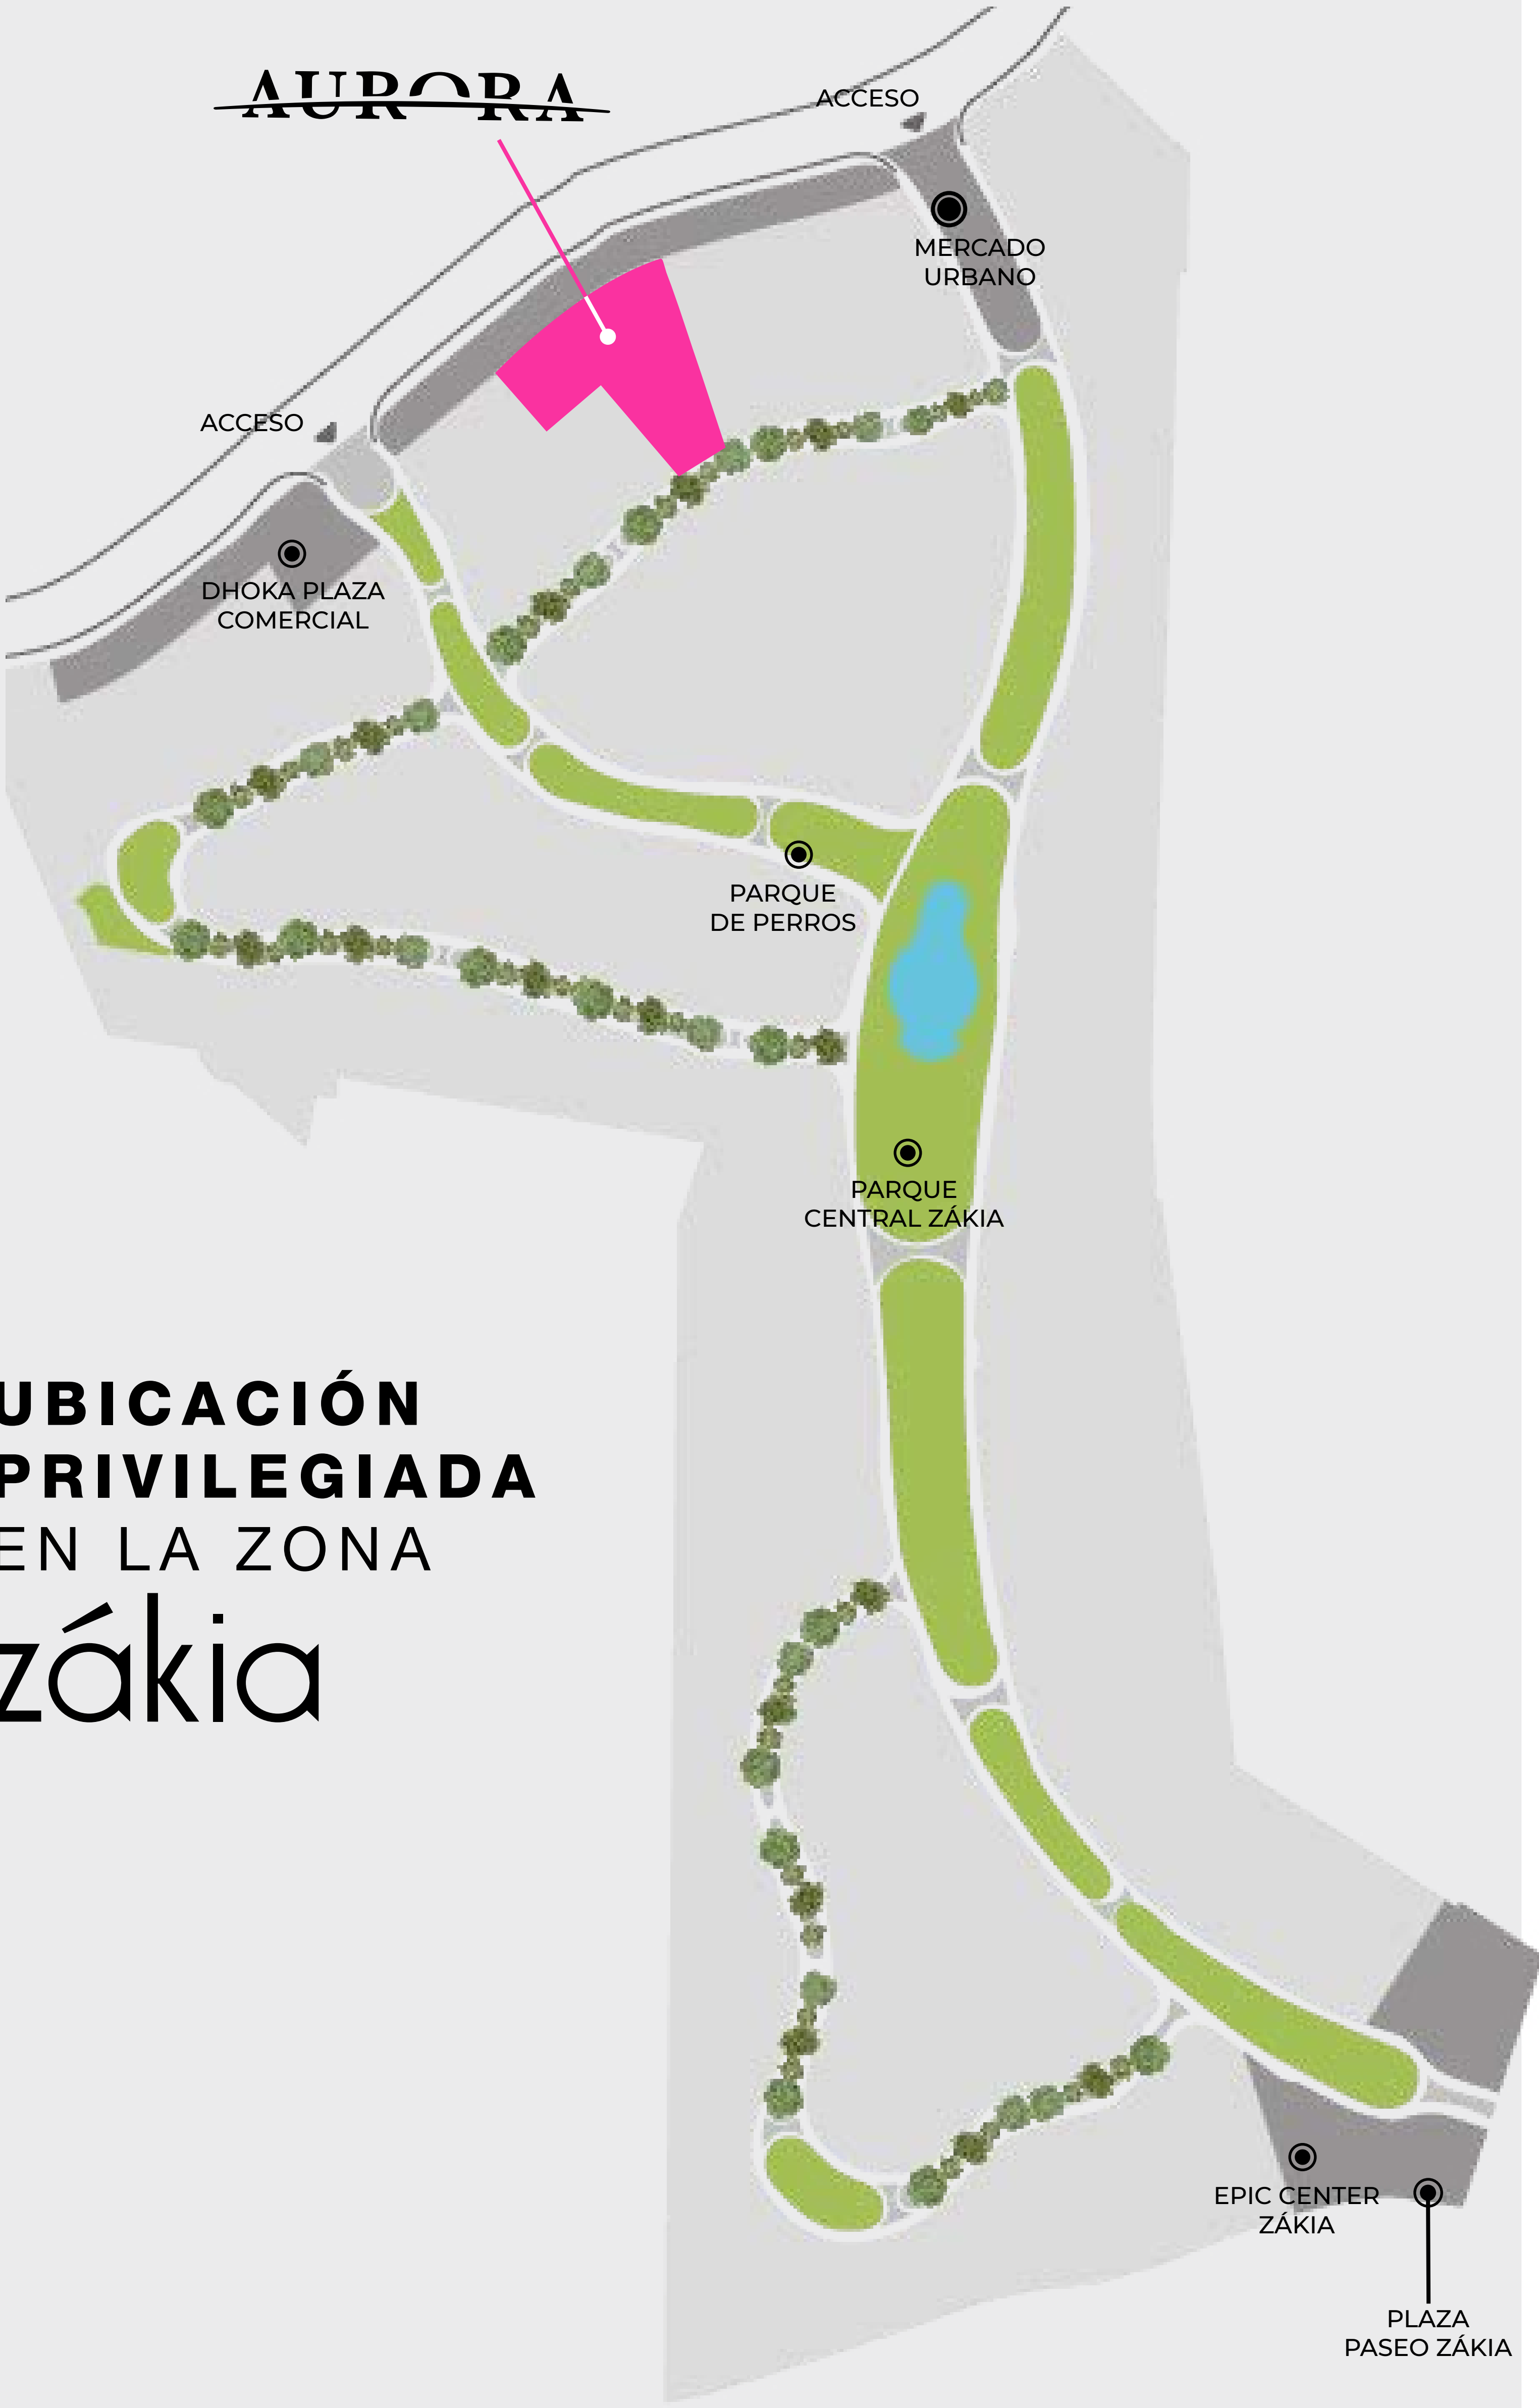 AURORA
ACCESO
MERCADO
URBANO
ACCESO
DHOKA PLAZA
COMERCIAL
PARQUE
DE PERROS
PARQUE
CENTRAL ZÁKIA
UBICACIÓN
PRIVILEGIADA
EN LA ZONA
zákia
EPIC CENTER
ZÁKIA
PLAZA
PASEO ZÁKIA